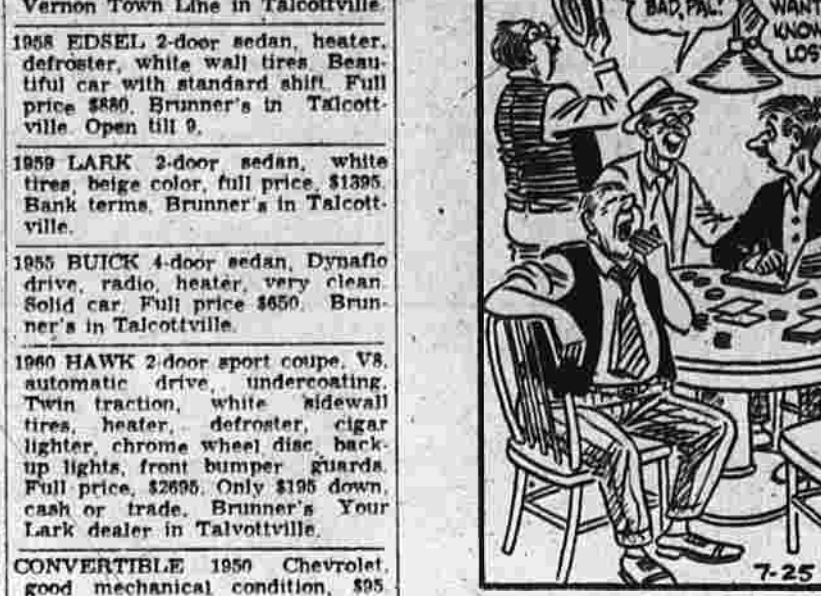 Vernon Town Line in Talcottville.
1958 EDSEL 2-door sedan, heater,
defroster, white wall tires. Beau-
tiful car with standard shift. Full
price $880. Brunner's in Talcott-
ville. Open till 9.
1959 LARK 2-door sedan, white
tires, beige color, full price, $1395.
Bank terms. Brunner's in Talcott-
ville.
1955 BUICK 4-door sedan, Dynaflo
drive, radio, heater, very clean.
Solid car. Full price $650. Brun-
ner's in Talcottville.
1960 HAWK 2-door sport coupe, V8,
automatic drive, undercoating.
Twin traction, white sidewall
tires, heater, defroster, cigar
lighter, chrome wheel disc, back-
up lights, front bumper guards.
Full price, $2695. Only $195 down,
cash or trade. Brunner's Your
Lark dealer in Talvottville.
CONVERTIBLE 1950 Chevrolet,
good mechanical condition, $95.
BAD, PAL!
WANT
KNOW
LOS
7-25